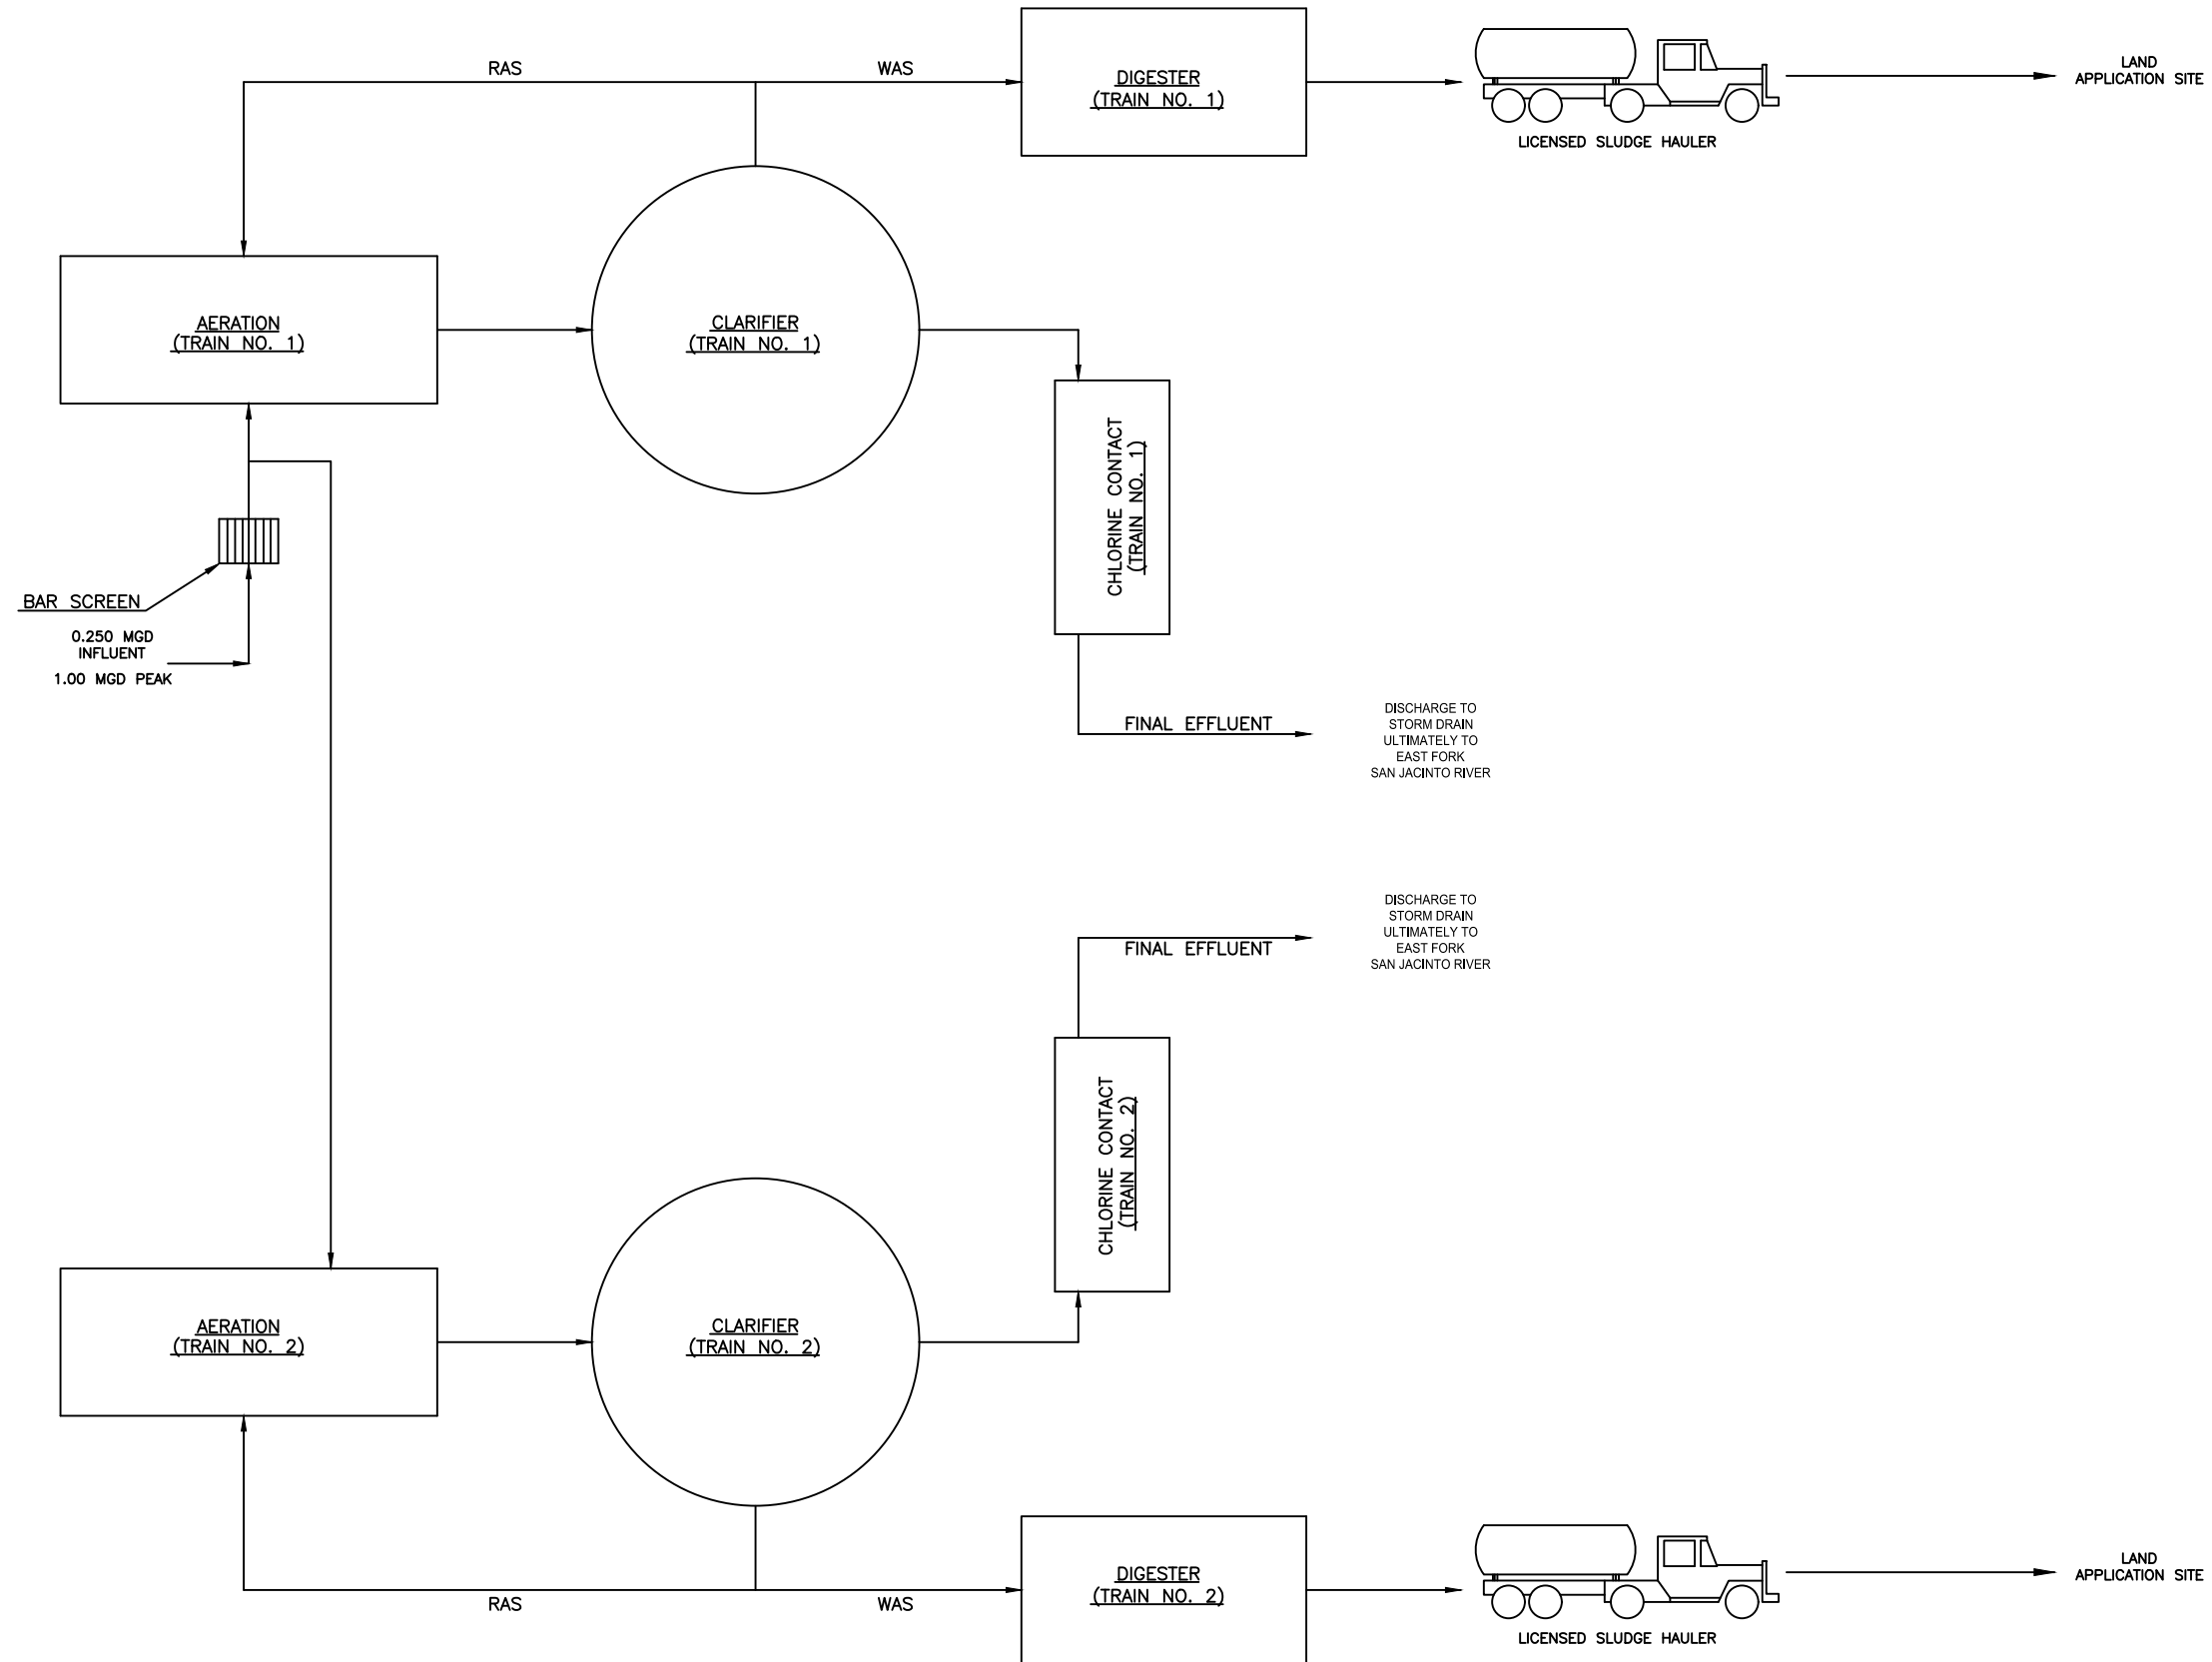 RAS
WAS
DIGESTER
(TRAIN NO. 1)
LICENSED SLUDGE HAULER
LAND
APPLICATION SITE
AERATION
(TRAIN NO. 1)
CLARIFIER
(TRAIN NO. 1)
CHLORINE CONTACT
(TRAIN NO. 1)
BAR SCREEN
0.250 MGD
INFLUENT
1.00 MGD PEAK
FINAL EFFLUENT
DISCHARGE TO
STORM DRAIN
ULTIMATELY TO
EAST FORK
SAN JACINTO RIVER
DISCHARGE TO
STORM DRAIN
ULTIMATELY TO
EAST FORK
SAN JACINTO RIVER
FINAL EFFLUENT
CHLORINE CONTACT
(TRAIN NO. 2)
AERATION
(TRAIN NO. 2)
CLARIFIER
(TRAIN NO. 2)
RAS
WAS
DIGESTER
(TRAIN NO. 2)
LICENSED SLUDGE HAULER
LAND
APPLICATION SITE